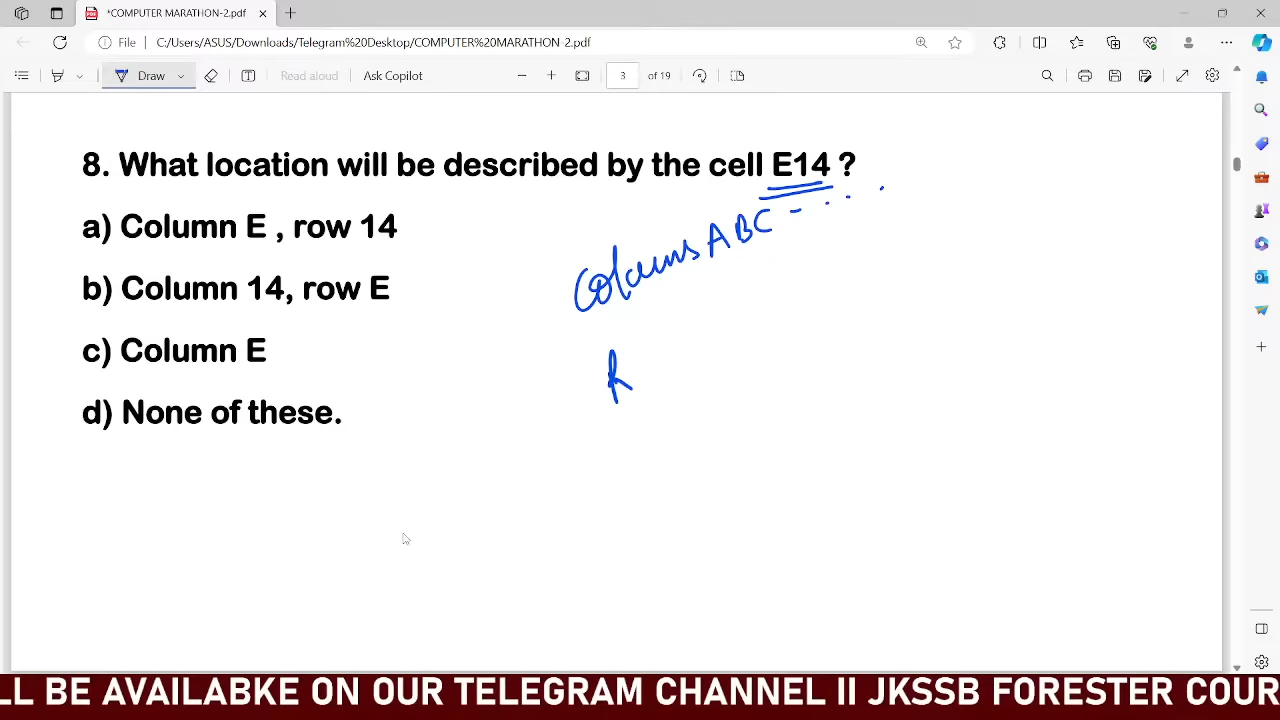 *COMPUTER MARATHON-2.pdf
File C:/Users/ASUS/Downloads/Telegram%20Desktop/COMPUTER%20MARATHON-2.pdf
Draw Read aloud Ask Copilot 3 of 19
8. What location will be described by the cell E14 ?
a) Column E , row 14
Columns A B C - . . .
b) Column 14, row E
c) Column E
R
d) None of these.
LL BE AVAILABKE ON OUR TELEGRAM CHANNEL II JKSSB FORESTER COUR